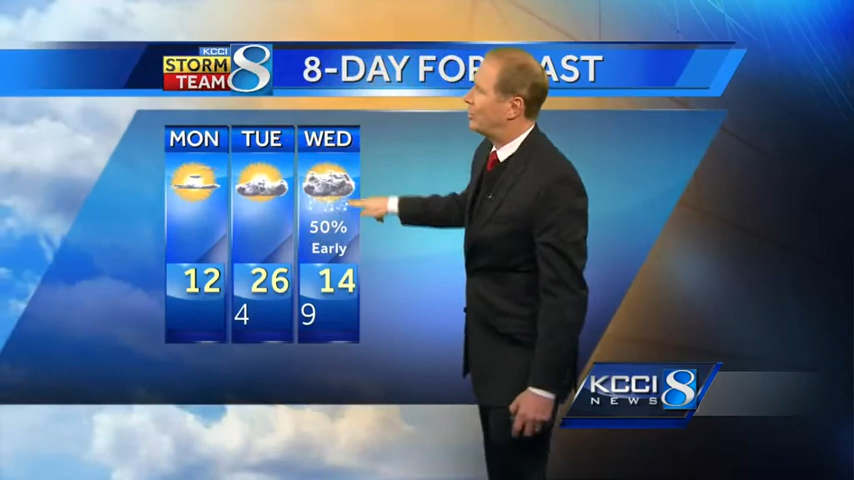 KCCI
STORM
TEAM 8
8-DAY FOR AST
MON TUE WED
50%
Early
12 26 14
4 9
KCCI 8
NEWS